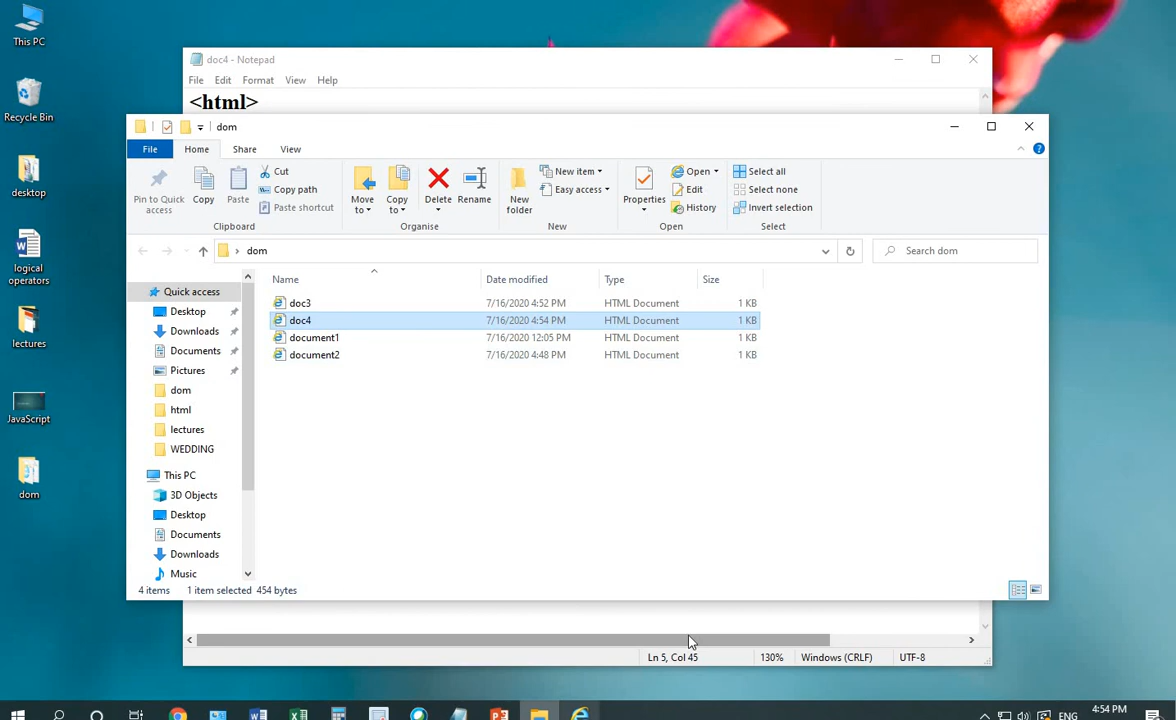 This PC
Recycle Bin
desktop
logical
operators
lectures
JavaScript
dom
doc4 - Notepad
File Edit Format View Help
<html>
dom
File Home Share View
Pin to Quick
access
Copy
Paste
Cut
Copy path
Paste shortcut
Clipboard
Move
to
Copy
to
Delete
Rename
Organise
New
folder
New item
Easy access
New
Properties
Open
Edit
History
Open
Select all
Select none
Invert selection
Select
dom
Search dom
Name Date modified Type Size
doc3 7/16/2020 4:52 PM HTML Document 1 KB
doc4 7/16/2020 4:54 PM HTML Document 1 KB
document1 7/16/2020 12:05 PM HTML Document 1 KB
document2 7/16/2020 4:48 PM HTML Document 1 KB
Quick access
Desktop
Downloads
Documents
Pictures
dom
html
lectures
WEDDING
This PC
3D Objects
Desktop
Documents
Downloads
Music
4 items 1 item selected 454 bytes
Ln 5, Col 45 130% Windows (CRLF) UTF-8
ENG
4:54 PM